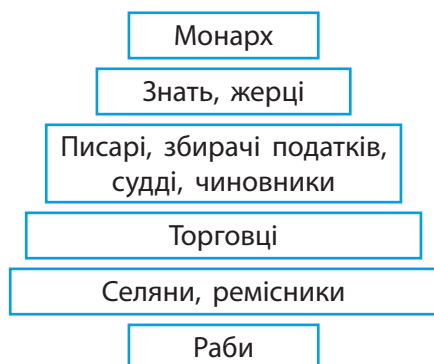 Монарх
Знать, жерці
Писарі, збирачі податків,
судді, чиновники
Торговці
Селяни, ремісники
Раби